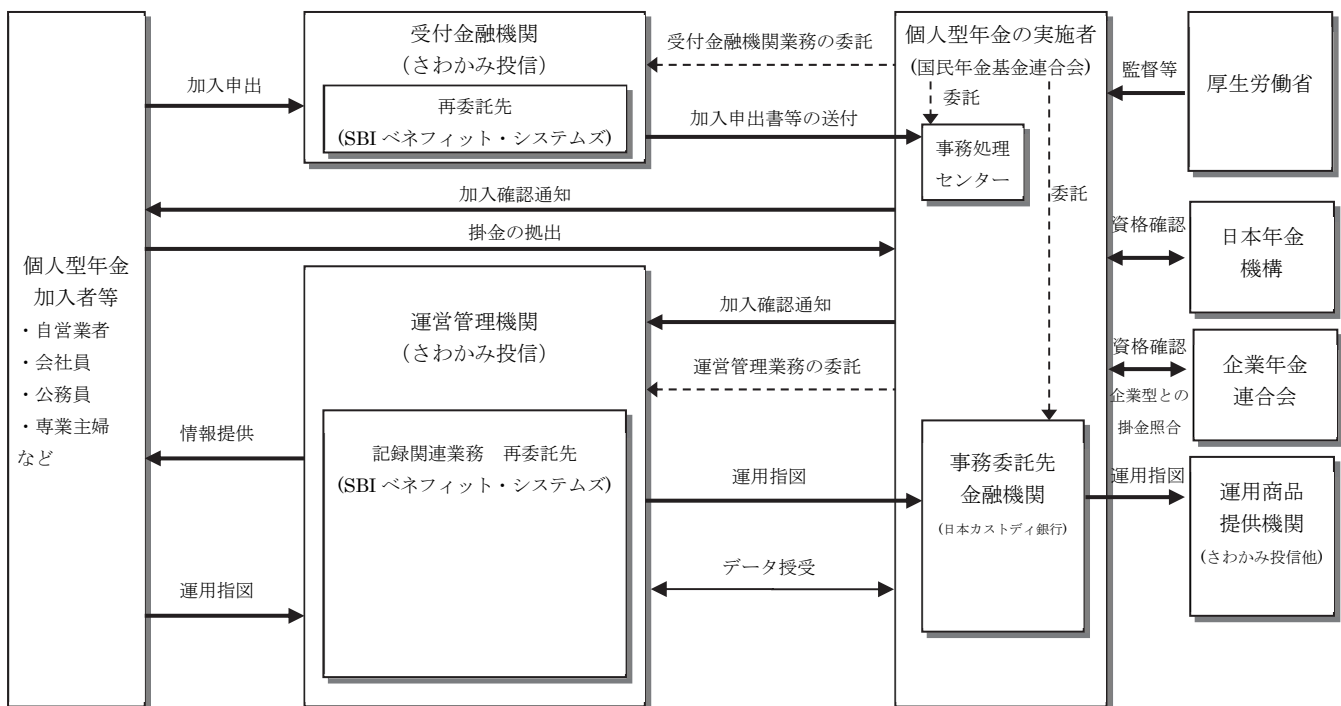 個人型年金
加入者等
・自営業者
・会社員
・公務員
・専業主婦
など
加入申出
受付金融機関
（さわかみ投信）
再委託先
(SBI ベネフィット・システムズ)
受付金融機関業務の委託
加入申出書等の送付
加入確認通知
掛金の拠出
運営管理機関
（さわかみ投信）
記録関連業務　再委託先
(SBI ベネフィット・システムズ)
加入確認通知
運営管理業務の委託
情報提供
運用指図
運用指図
データ授受
個人型年金の実施者
(国民年金基金連合会)
委託
事務処理
センター
委託
事務委託先
金融機関
(日本カストディ銀行)
監督等
厚生労働省
資格確認
日本年金
機構
資格確認
企業型との
掛金照合
企業年金
連合会
運用指図
運用商品
提供機関
(さわかみ投信他)